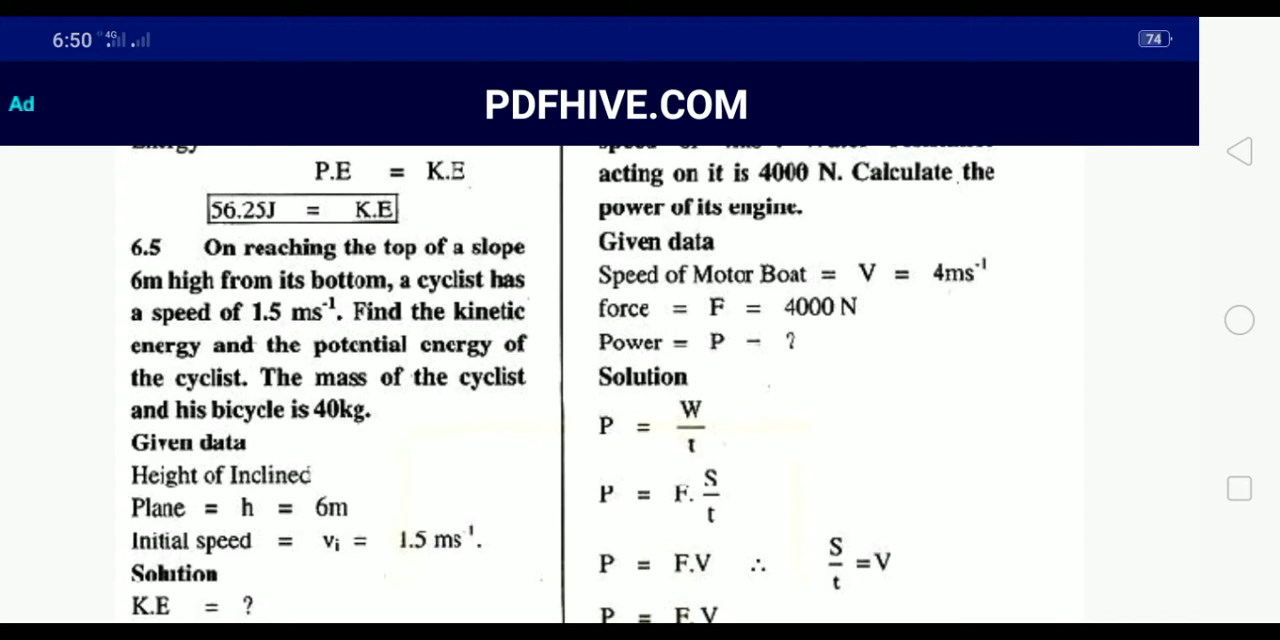 6:50 4G 74
Ad
PDFHIVE.COM
Energy
P.E = K.E
56.25J = K.E
6.5 On reaching the top of a slope
6m high from its bottom, a cyclist has
a speed of 1.5 ms⁻¹. Find the kinetic
energy and the potential energy of
the cyclist. The mass of the cyclist
and his bicycle is 40kg.
Given data
Height of Inclined
Plane = h = 6m
Initial speed = vᵢ = 1.5 ms⁻¹.
Solution
K.E = ?
acting on it is 4000 N. Calculate the
power of its engine.
Given data
Speed of Motor Boat = V = 4ms⁻¹
force = F = 4000 N
Power = P – ?
Solution
P = W
t
P = F. S
t
P = F.V ∴ S = V
t
P = F.V